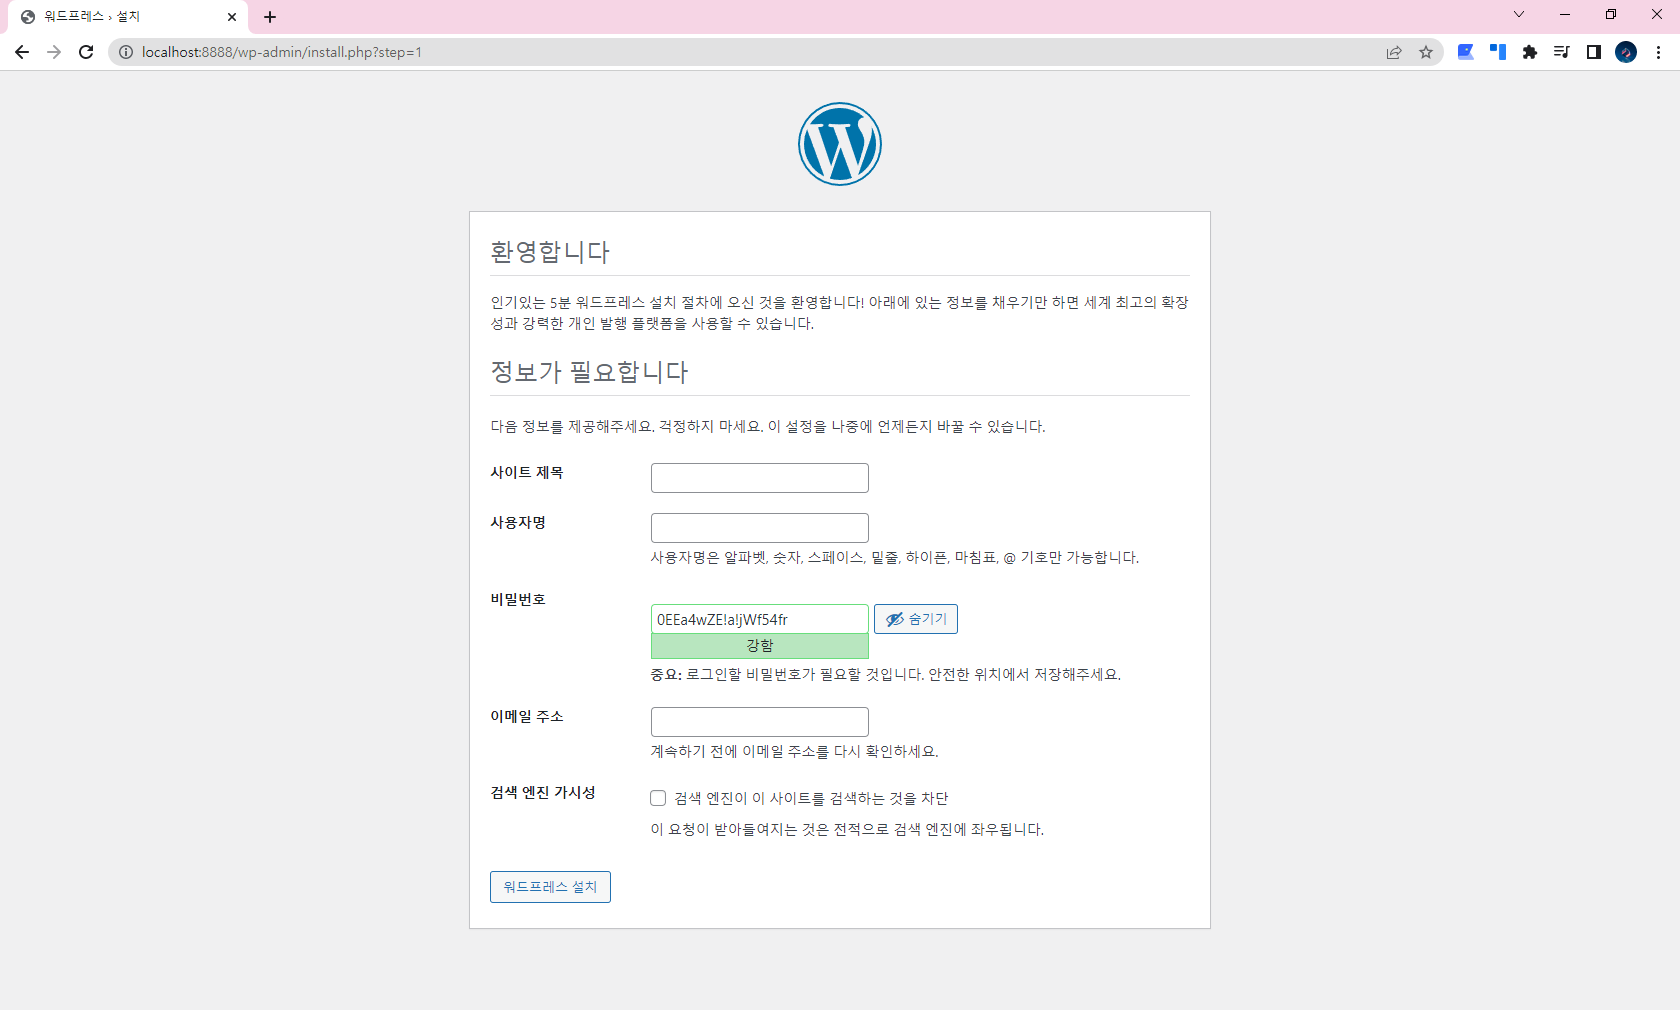 워드프레스 › 설치
localhost:8888/wp-admin/install.php?step=1
환영합니다
인기있는 5분 워드프레스 설치 절차에 오신 것을 환영합니다! 아래에 있는 정보를 채우기만 하면 세계 최고의 확장
성과 강력한 개인 발행 플랫폼을 사용할 수 있습니다.
정보가 필요합니다
다음 정보를 제공해주세요. 걱정하지 마세요. 이 설정을 나중에 언제든지 바꿀 수 있습니다.
사이트 제목
사용자명
사용자명은 알파벳, 숫자, 스페이스, 밑줄, 하이픈, 마침표, @ 기호만 가능합니다.
비밀번호
0EEa4wZE!a!jWf54fr
숨기기
강함
중요: 로그인할 비밀번호가 필요할 것입니다. 안전한 위치에서 저장해주세요.
이메일 주소
계속하기 전에 이메일 주소를 다시 확인하세요.
검색 엔진 가시성
검색 엔진이 이 사이트를 검색하는 것을 차단
이 요청이 받아들여지는 것은 전적으로 검색 엔진에 좌우됩니다.
워드프레스 설치